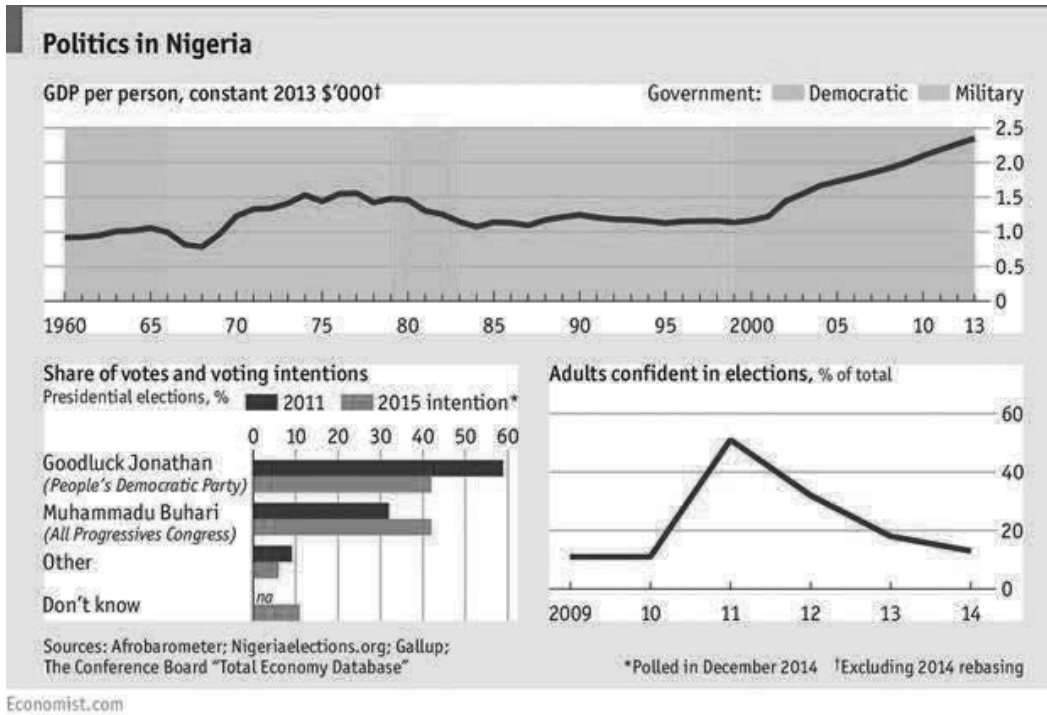 Politics in Nigeria
GDP per person, constant 2013 $'000†
Government: Democratic Military
2.5
2.0
1.5
1.0
0.5
0
1960 65 70 75 80 85 90 95 2000 05 10 13
Share of votes and voting intentions
Presidential elections, % 2011 2015 intention*
0 10 20 30 40 50 60
Goodluck Jonathan
(People's Democratic Party)
Muhammadu Buhari
(All Progressives Congress)
Other
na
Don't know
Adults confident in elections, % of total
60
40
20
0
2009 10 11 12 13 14
Sources: Afrobarometer; Nigeriaelections.org; Gallup;
The Conference Board "Total Economy Database"
*Polled in December 2014 †Excluding 2014 rebasing
Economist.com